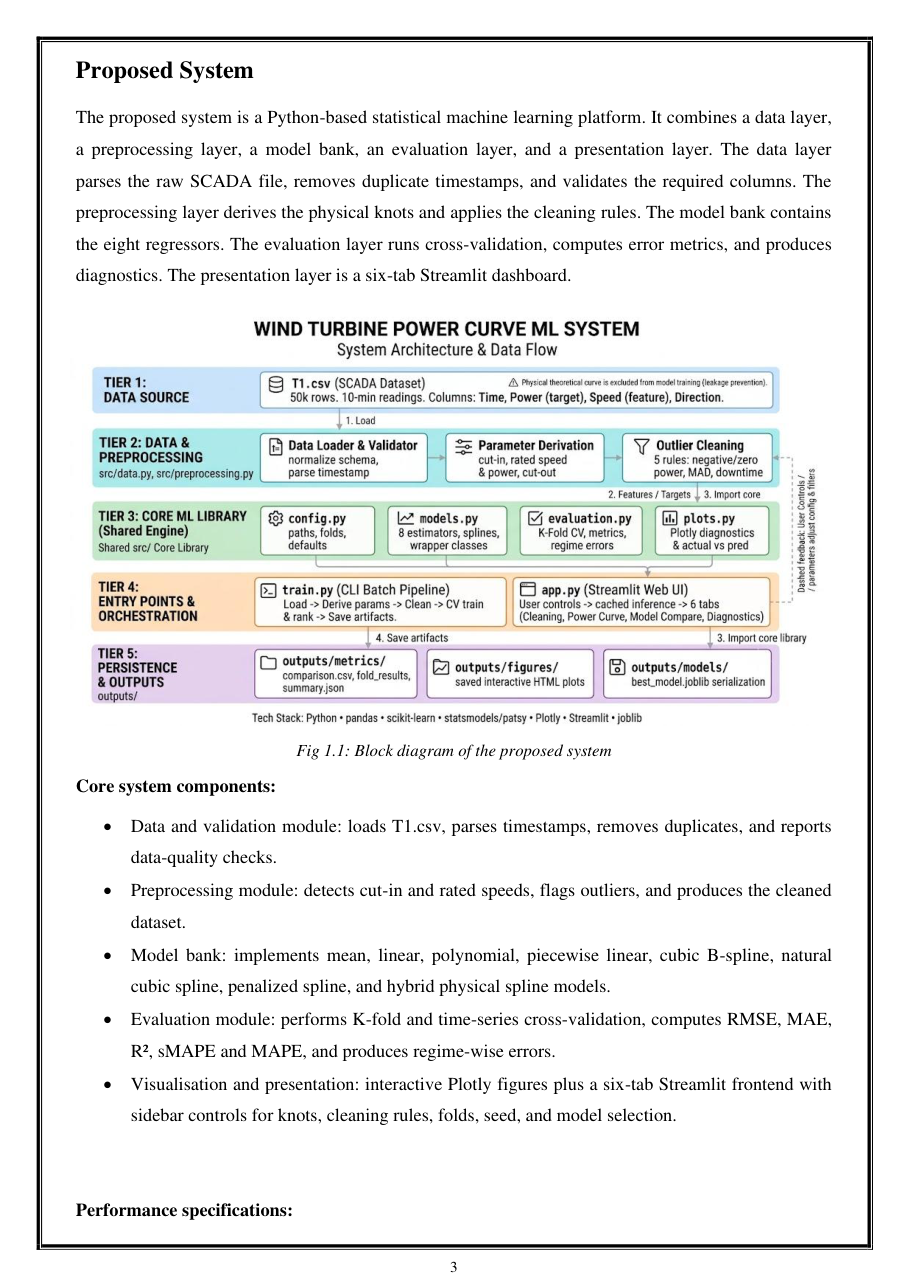 Proposed System
The proposed system is a Python-based statistical machine learning platform. It combines a data layer,
a preprocessing layer, a model bank, an evaluation layer, and a presentation layer. The data layer
parses the raw SCADA file, removes duplicate timestamps, and validates the required columns. The
preprocessing layer derives the physical knots and applies the cleaning rules. The model bank contains
the eight regressors. The evaluation layer runs cross-validation, computes error metrics, and produces
diagnostics. The presentation layer is a six-tab Streamlit dashboard.
WIND TURBINE POWER CURVE ML SYSTEM
System Architecture & Data Flow
TIER 1:
DATA SOURCE
T1.csv (SCADA Dataset)
⚠ Physical theoretical curve is excluded from model training (leakage prevention).
50k rows. 10-min readings. Columns: Time, Power (target), Speed (feature), Direction.
1. Load
TIER 2: DATA &
PREPROCESSING
src/data.py, src/preprocessing.py
Data Loader & Validator
normalize schema,
parse timestamp
Parameter Derivation
cut-in, rated speed
& power, cut-out
Outlier Cleaning
5 rules: negative/zero
power, MAD, downtime
2. Features / Targets
3. Import core
Dashed feedback: User Controls /
/ parameters adjust config & filters
TIER 3: CORE ML LIBRARY
(Shared Engine)
Shared src/ Core Library
config.py
paths, folds,
defaults
models.py
8 estimators, splines,
wrapper classes
evaluation.py
K-Fold CV, metrics,
regime errors
plots.py
Plotly diagnostics
& actual vs pred
TIER 4:
ENTRY POINTS &
ORCHESTRATION
train.py (CLI Batch Pipeline)
Load -> Derive params -> Clean -> CV train
& rank -> Save artifacts.
app.py (Streamlit Web UI)
User controls -> cached inference -> 6 tabs
(Cleaning, Power Curve, Model Compare, Diagnostics)
4. Save artifacts
3. Import core library
TIER 5:
PERSISTENCE
& OUTPUTS
outputs/
outputs/metrics/
comparison.csv, fold_results,
summary.json
outputs/figures/
saved interactive HTML plots
outputs/models/
best_model.joblib serialization
Tech Stack: Python • pandas • scikit-learn • statsmodels/patsy • Plotly • Streamlit • joblib
Fig 1.1: Block diagram of the proposed system
Core system components:
• Data and validation module: loads T1.csv, parses timestamps, removes duplicates, and reports
data-quality checks.
• Preprocessing module: detects cut-in and rated speeds, flags outliers, and produces the cleaned
dataset.
• Model bank: implements mean, linear, polynomial, piecewise linear, cubic B-spline, natural
cubic spline, penalized spline, and hybrid physical spline models.
• Evaluation module: performs K-fold and time-series cross-validation, computes RMSE, MAE,
R², sMAPE and MAPE, and produces regime-wise errors.
• Visualisation and presentation: interactive Plotly figures plus a six-tab Streamlit frontend with
sidebar controls for knots, cleaning rules, folds, seed, and model selection.
Performance specifications:
3